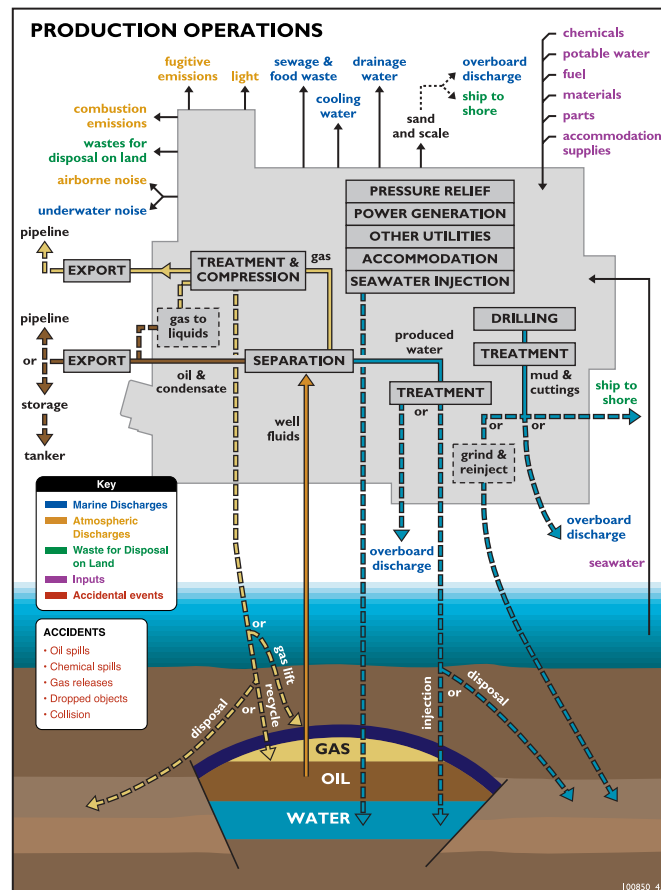 PRODUCTION OPERATIONS
fugitive
emissions
light
sewage &
food waste
cooling
water
drainage
water
overboard
discharge
ship to
shore
sand
and scale
chemicals
potable water
fuel
materials
parts
accommodation
supplies
combustion
emissions
wastes for
disposal on land
airborne noise
underwater noise
PRESSURE RELIEF
POWER GENERATION
OTHER UTILITIES
ACCOMMODATION
SEAWATER INJECTION
pipeline
EXPORT
TREATMENT &
COMPRESSION
gas
gas to
liquids
pipeline
or
storage
tanker
EXPORT
oil &
condensate
SEPARATION
well
fluids
produced
water
TREATMENT
or
DRILLING
TREATMENT
mud &
cuttings
ship to
shore
or
or
grind &
reinject
overboard
discharge
overboard
discharge
seawater
Key
Marine Discharges
Atmospheric
Discharges
Waste for Disposal
on Land
Inputs
Accidental events
ACCIDENTS
• Oil spills
• Chemical spills
• Gas releases
• Dropped objects
• Collision
or
gas lift
recycle
or
disposal
injection
or
disposal
GAS
OIL
WATER
100850_4